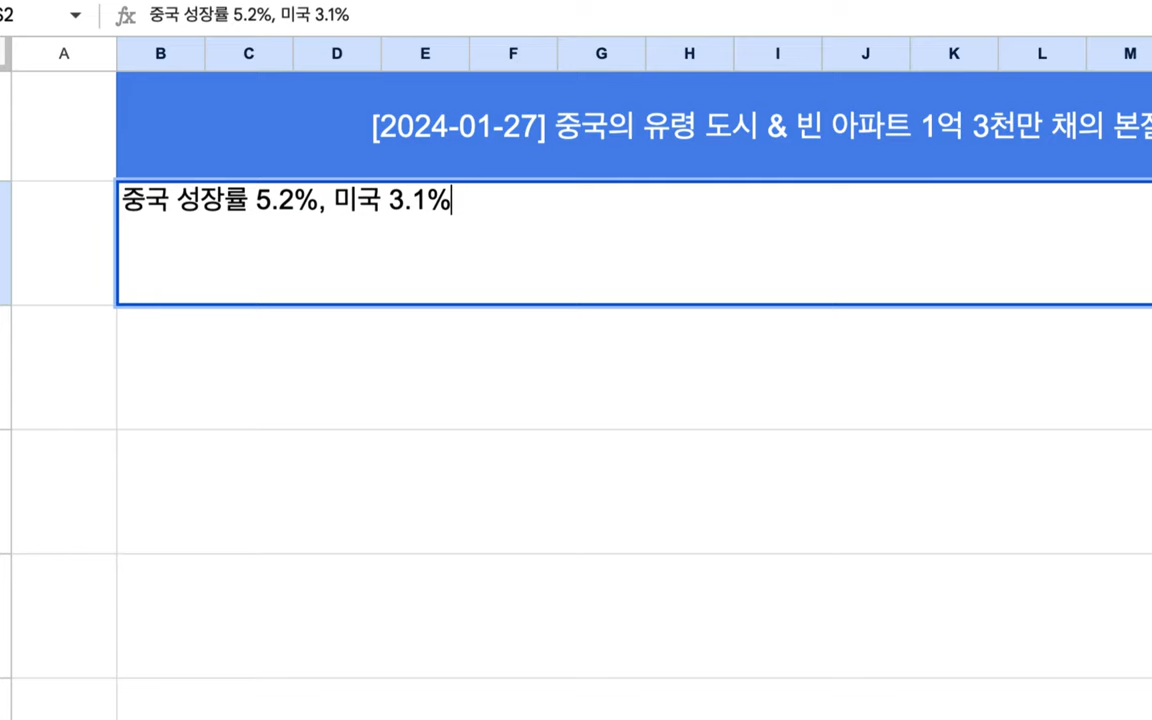 중국 성장률 5.2%, 미국 3.1%
A B C D E F G H I J K L M
[2024-01-27] 중국의 유령 도시 & 빈 아파트 1억 3천만 채의
중국 성장률 5.2%, 미국 3.1%